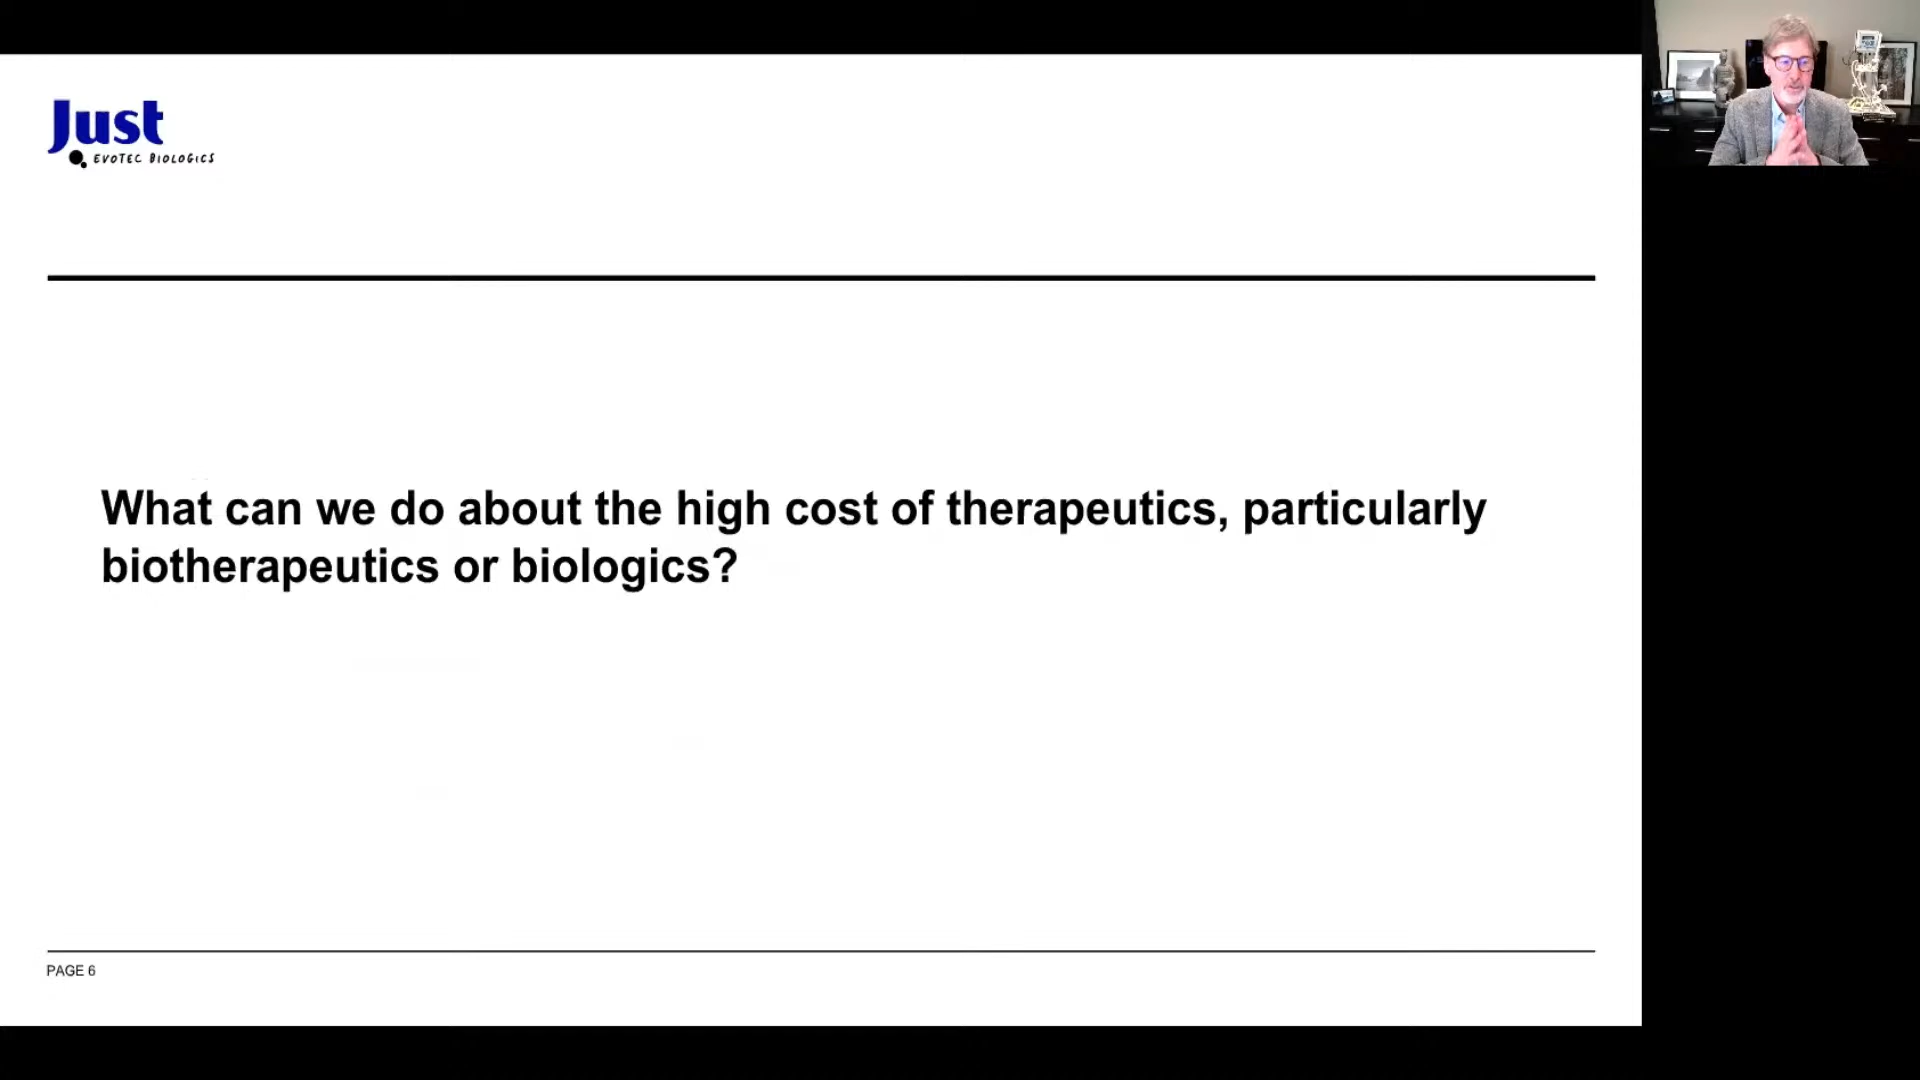 Just
EVOTEC BIOLOGICS
What can we do about the high cost of therapeutics, particularly
biotherapeutics or biologics?
PAGE 6